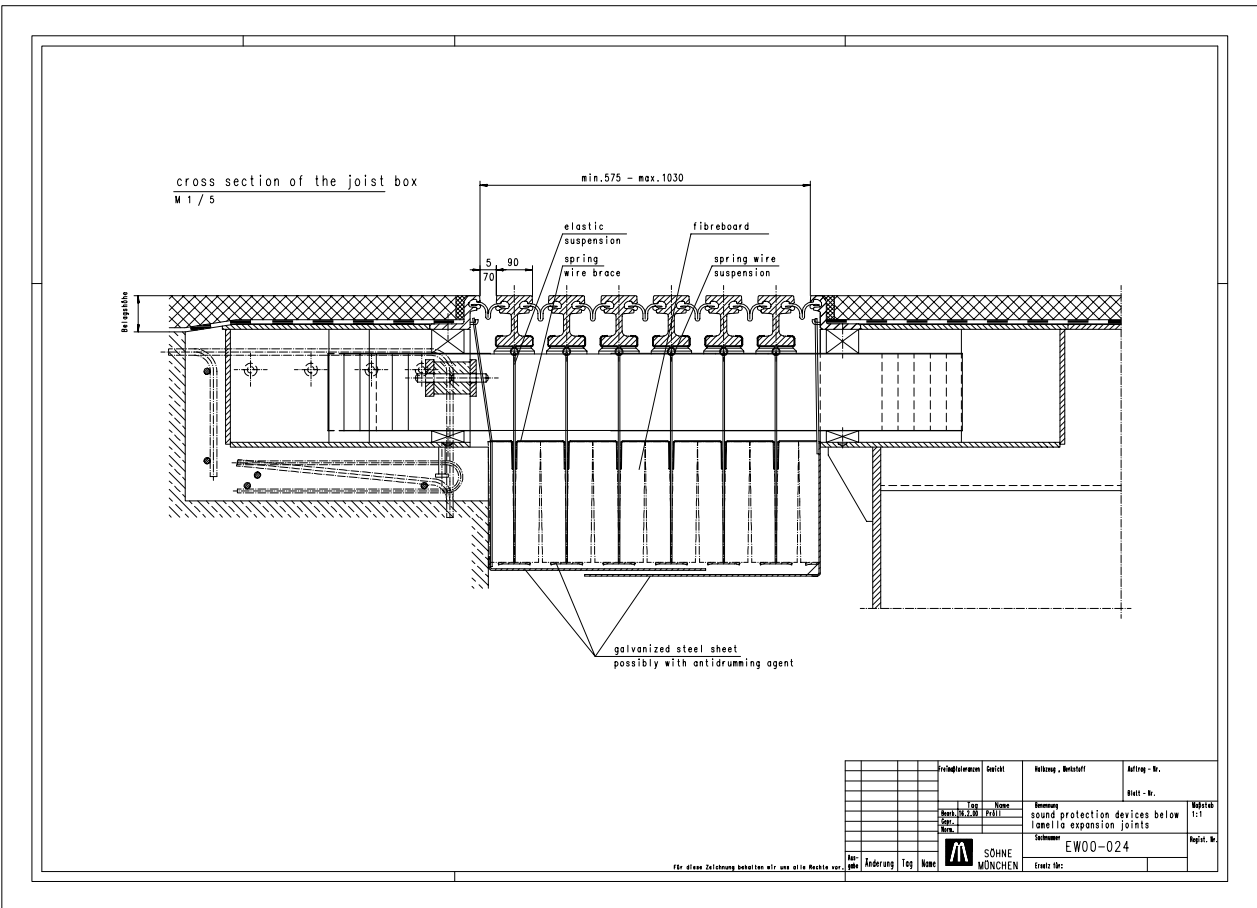 cross section of the joist box
M 1 / 5
min.575 - max.1030
elastic
suspension
fibreboard
spring
wire brace
spring wire
suspension
5
90
70
Belagshöhe
galvanized steel sheet
possibly with antidrumming agent
Freimaßtoleranzen
Gewicht
Halbzeug , Werkstoff
Auftrag - Nr.
Blatt - Nr.
Tag
Name
Bearb.
16.2.00
Pröll
Gepr.
Norm.
Benennung
sound protection devices below
lamella expansion joints
Maßstab
1:1
Sachnummer
EW00-024
Regist. Nr.
SÖHNE
MÜNCHEN
Ersatz für:
Aus-
gabe
Änderung
Tag
Name
Für diese Zeichnung behalten wir uns alle Rechte vor.